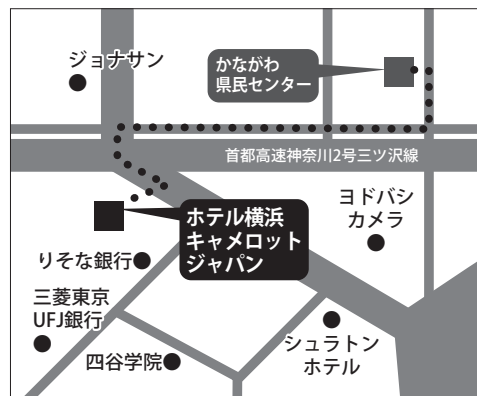 ジョナサン
かながわ
県民センター
首都高速神奈川2号三ツ沢線
ヨドバシ
カメラ
ホテル横浜
キャメロット
ジャパン
りそな銀行
三菱東京
UFJ銀行
四谷学院
シュラトン
ホテル